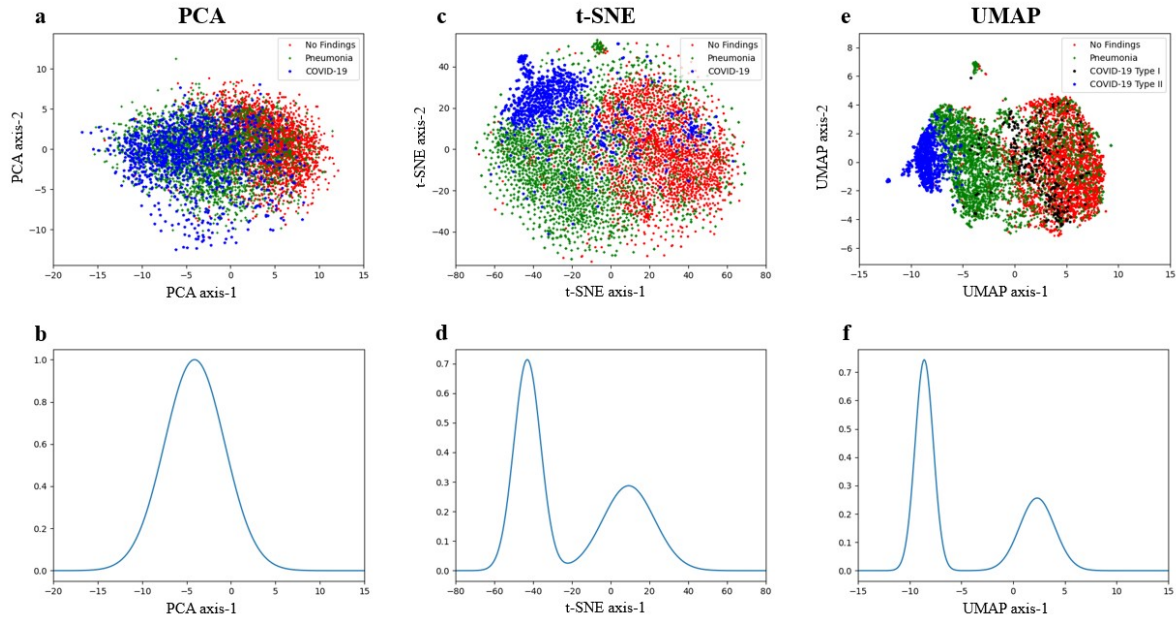 a PCA
No Findings
Pneumonia
COVID-19
PCA axis-2
10
5
0
−5
−10
−20 −15 −10 −5 0 5 10 15
PCA axis-1
c t-SNE
No Findings
Pneumonia
COVID-19
t-SNE axis-2
40
20
0
−20
−40
−80 −60 −40 −20 0 20 40 60 80
t-SNE axis-1
e UMAP
No Findings
Pneumonia
COVID-19 Type I
COVID-19 Type II
UMAP axis-2
8
6
4
2
0
−2
−4
−6
−15 −10 −5 0 5 10 15
UMAP axis-1
b
1.0
0.8
0.6
0.4
0.2
0.0
−20 −15 −10 −5 0 5 10 15
PCA axis-1
d
0.7
0.6
0.5
0.4
0.3
0.2
0.1
0.0
−80 −60 −40 −20 0 20 40 60 80
t-SNE axis-1
f
0.7
0.6
0.5
0.4
0.3
0.2
0.1
0.0
−15 −10 −5 0 5 10 15
UMAP axis-1